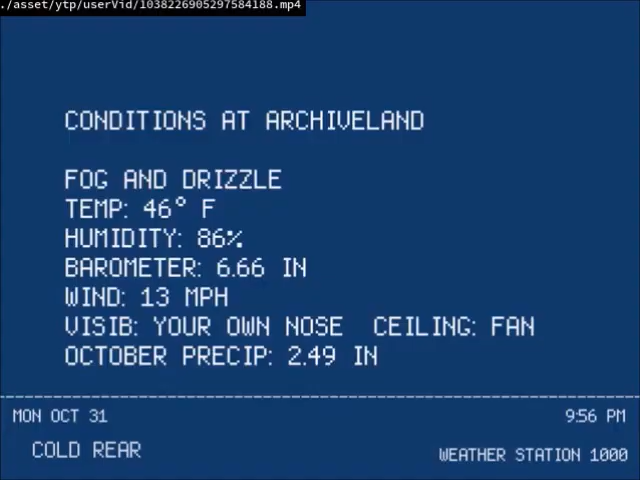 ./asset/ytp/userVid/1038226905297584188.mp4
CONDITIONS AT ARCHIVELAND
FOG AND DRIZZLE
TEMP: 46° F
HUMIDITY: 86%
BAROMETER: 6.66 IN
WIND: 13 MPH
VISIB: YOUR OWN NOSE CEILING: FAN
OCTOBER PRECIP: 2.49 IN
MON OCT 31 9:56 PM
COLD REAR WEATHER STATION 1000